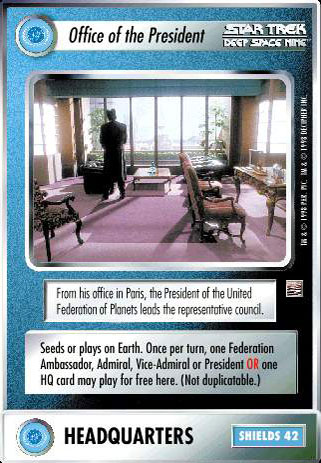 Office of the President
STAR TREK
DEEP SPACE NINE
TM & © 1998 PAR. PIC. TM & © 1998 DECIPHER INC.
From his office in Paris, the President of the United
Federation of Planets leads the representative council.
Seeds or plays on Earth. Once per turn, one Federation
Ambassador, Admiral, Vice-Admiral or President OR one
HQ card may play for free here. (Not duplicatable.)
HEADQUARTERS
SHIELDS 42